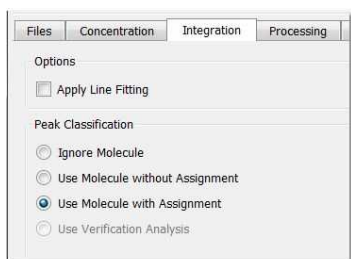 Files Concentration Integration Processing
Options
Apply Line Fitting
Peak Classification
Ignore Molecule
Use Molecule without Assignment
Use Molecule with Assignment
Use Verification Analysis